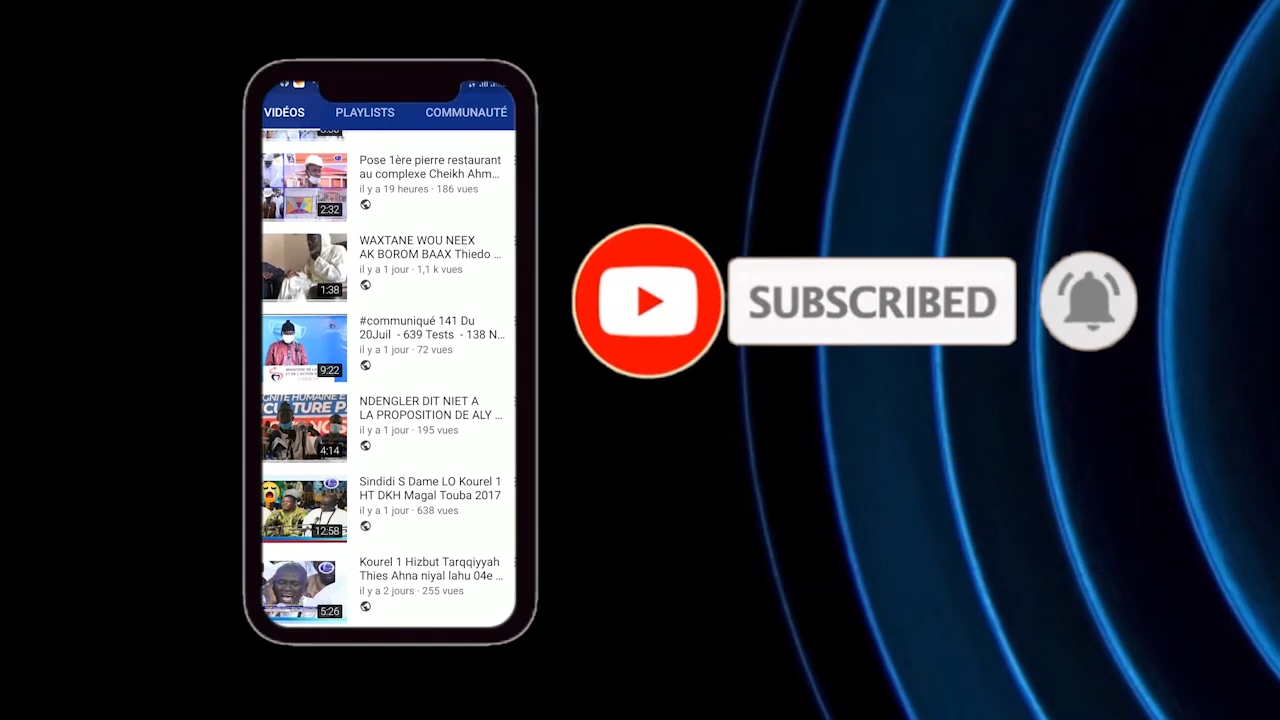 VIDÉOS PLAYLISTS COMMUNAUTÉ
Pose 1ère pierre restaurant
au complexe Cheikh Ahm...
il y a 19 heures · 186 vues
2:32
WAXTANE WOU NEEX
AK BOROM BAAX Thiedo ...
il y a 1 jour · 1,1 k vues
1:38
#communiqué 141 Du
20Juil - 639 Tests - 138 N...
il y a 1 jour · 72 vues
9:22
NDENGLER DIT NIET A
LA PROPOSITION DE ALY ...
il y a 1 jour · 195 vues
4:14
Sindidi S Dame LO Kourel 1
HT DKH Magal Touba 2017
il y a 1 jour · 638 vues
12:58
Kourel 1 Hizbut Tarqqiyyah
Thies Ahna niyal lahu 04e ...
il y a 2 jours · 255 vues
5:26
SUBSCRIBED